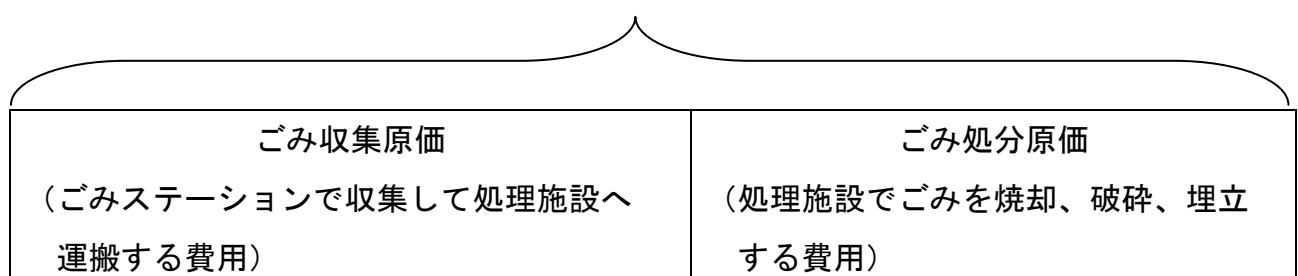 ごみ収集原価
（ごみステーションで収集して処理施設へ
運搬する費用）
ごみ処分原価
（処理施設でごみを焼却、破砕、埋立
する費用）